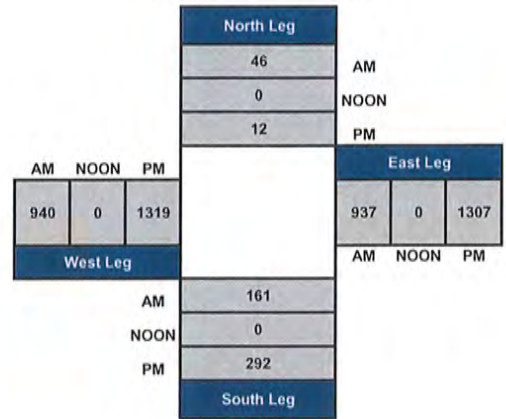 North Leg
46 AM
0 NOON
12 PM
AM NOON PM
East Leg
940 0 1319
937 0 1307
West Leg
AM NOON PM
AM 161
NOON 0
PM 292
South Leg